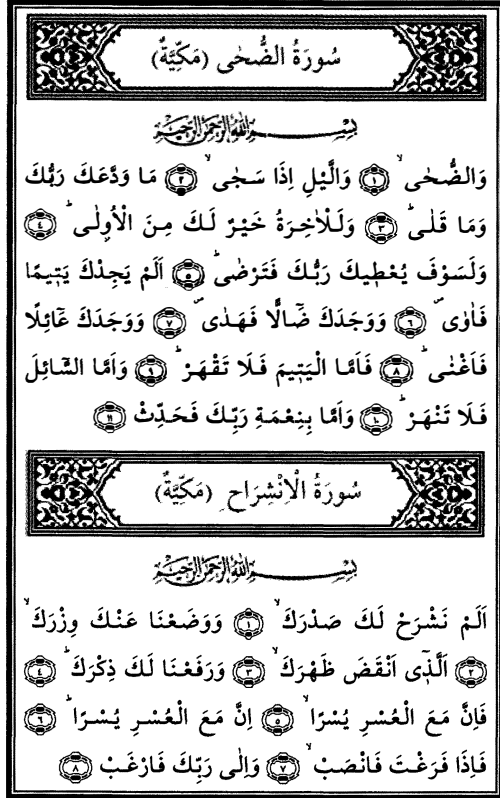 سُورَةُ الضُّحٰى (مَكِّيَّةٌ)
بِسْمِ اللّٰهِ الرَّحْمٰنِ الرَّحِيمِ
وَالضُّحٰىۙ ﴿١﴾ وَالَّيْلِ اِذَا سَجٰىۙ ﴿٢﴾ مَا وَدَّعَكَ رَبُّكَ
وَمَا قَلٰىۜ ﴿٣﴾ وَلَلْاٰخِرَةُ خَيْرٌ لَكَ مِنَ الْاُو۫لٰىۜ ﴿٤﴾
وَلَسَوْفَ يُعْط۪يكَ رَبُّكَ فَتَرْضٰىۜ ﴿٥﴾ اَلَمْ يَجِدْكَ يَت۪يمًا
فَاٰوٰىۖ ﴿٦﴾ وَوَجَدَكَ ضَٓالًّا فَهَدٰىۖ ﴿٧﴾ وَوَجَدَكَ عَٓائِلًا
فَاَغْنٰىۜ ﴿٨﴾ فَاَمَّا الْيَت۪يمَ فَلَا تَقْهَرْۜ ﴿٩﴾ وَاَمَّا السَّٓائِلَ
فَلَا تَنْهَرْۜ ﴿١٠﴾ وَاَمَّا بِنِعْمَةِ رَبِّكَ فَحَدِّثْ ﴿١١﴾
سُورَةُ الْاِنْشِرَاحِ (مَكِّيَّةٌ)
بِسْمِ اللّٰهِ الرَّحْمٰنِ الرَّحِيمِ
اَلَمْ نَشْرَحْ لَكَ صَدْرَكَۙ ﴿١﴾ وَوَضَعْنَا عَنْكَ وِزْرَكَۙ
﴿٢﴾ اَلَّذ۪ٓي اَنْقَضَ ظَهْرَكَۙ ﴿٣﴾ وَرَفَعْنَا لَكَ ذِكْرَكَۜ ﴿٤﴾
فَاِنَّ مَعَ الْعُسْرِ يُسْرًاۙ ﴿٥﴾ اِنَّ مَعَ الْعُسْرِ يُسْرًاۜ ﴿٦﴾
فَاِذَا فَرَغْتَ فَانْصَبْۙ ﴿٧﴾ وَاِلٰى رَبِّكَ فَارْغَبْ ﴿٨﴾